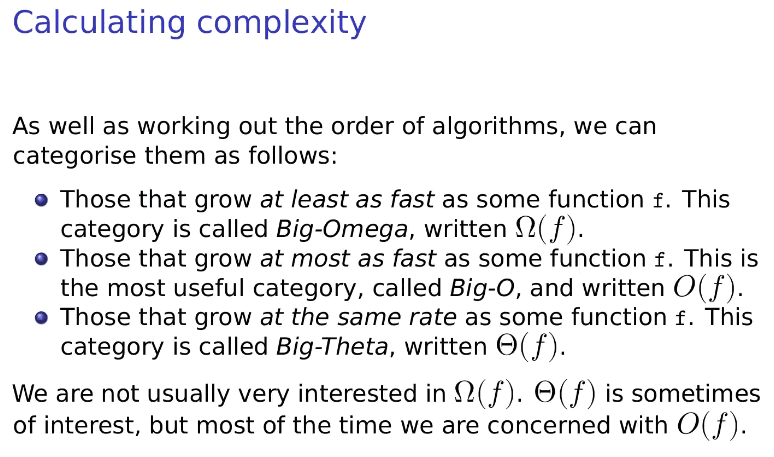 Calculating complexity
As well as working out the order of algorithms, we can
categorise them as follows:
Those that grow at least as fast as some function f. This
category is called Big-Omega, written Ω(f).
Those that grow at most as fast as some function f. This is
the most useful category, called Big-O, and written O(f).
Those that grow at the same rate as some function f. This
category is called Big-Theta, written Θ(f).
We are not usually very interested in Ω(f). Θ(f) is sometimes
of interest, but most of the time we are concerned with O(f).